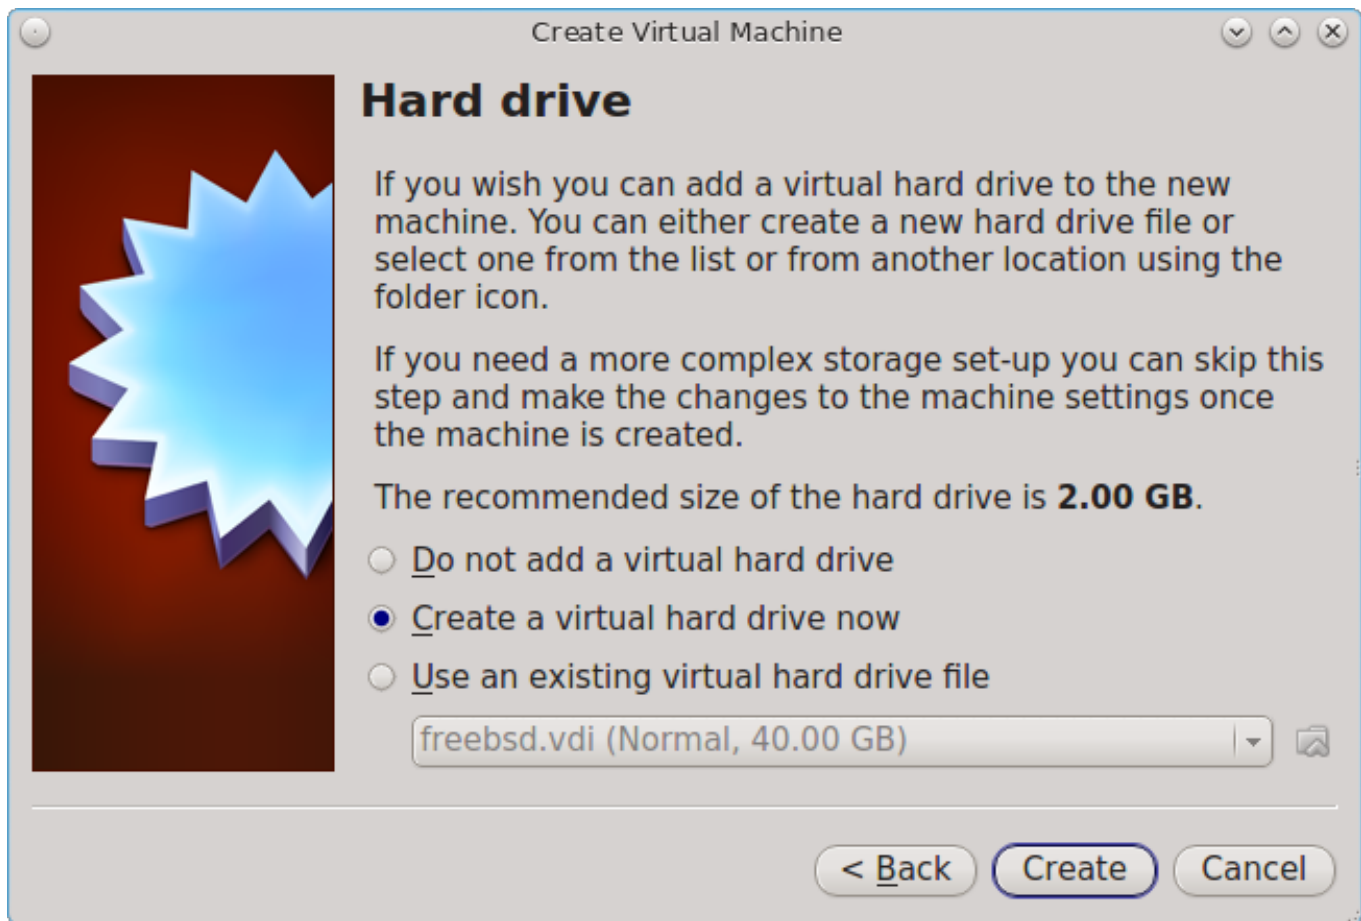 Create Virtual Machine
Hard drive
If you wish you can add a virtual hard drive to the new
machine. You can either create a new hard drive file or
select one from the list or from another location using the
folder icon.
If you need a more complex storage set-up you can skip this
step and make the changes to the machine settings once
the machine is created.
The recommended size of the hard drive is 2.00 GB.
Do not add a virtual hard drive
Create a virtual hard drive now
Use an existing virtual hard drive file
freebsd.vdi (Normal, 40.00 GB)
< Back Create Cancel